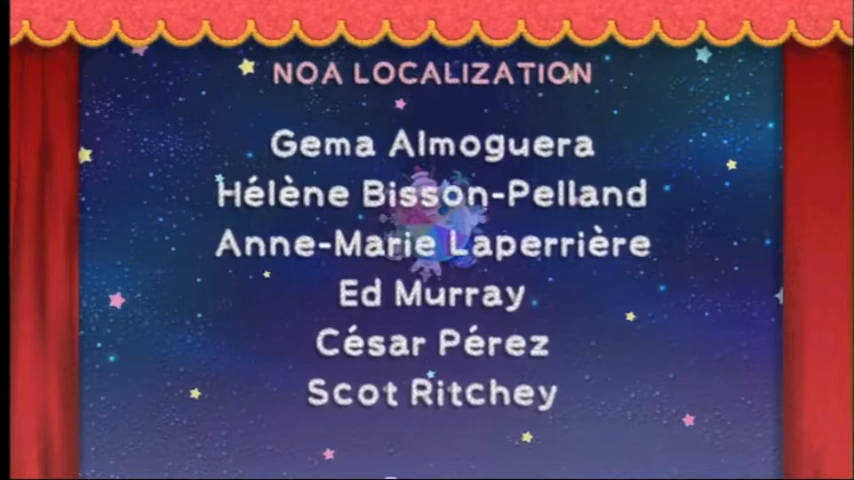 NOA LOCALIZATION
Gema Almoguera
Hélène Bisson-Pelland
Anne-Marie Laperrière
Ed Murray
César Pérez
Scot Ritchey